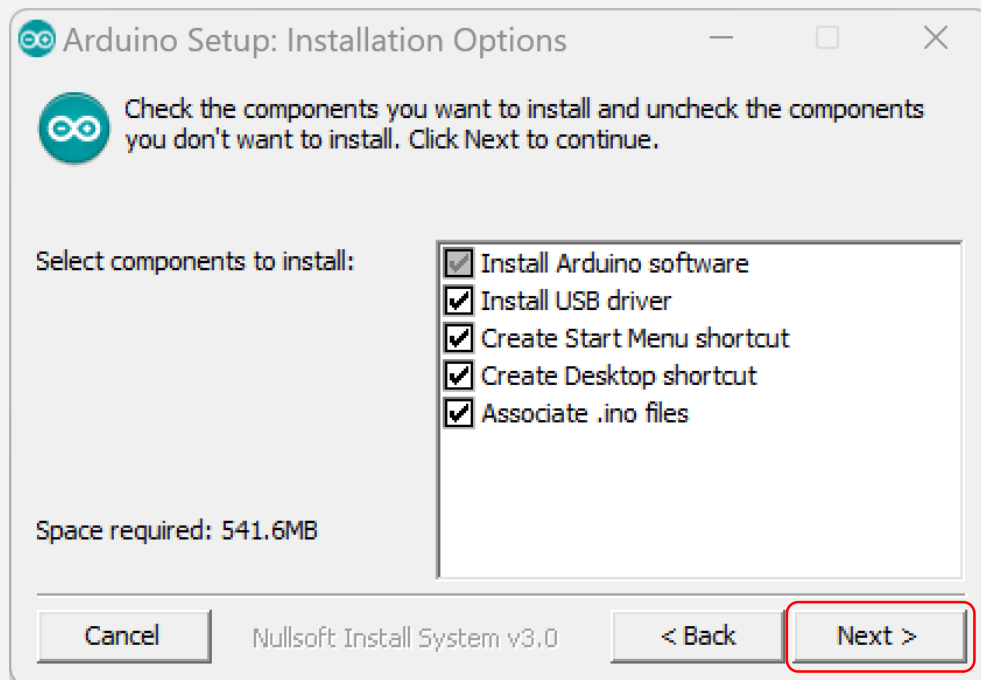 Arduino Setup: Installation Options
Check the components you want to install and uncheck the components
you don't want to install. Click Next to continue.
Select components to install:
Install Arduino software
Install USB driver
Create Start Menu shortcut
Create Desktop shortcut
Associate .ino files
Space required: 541.6MB
Cancel
Nullsoft Install System v3.0
< Back
Next >